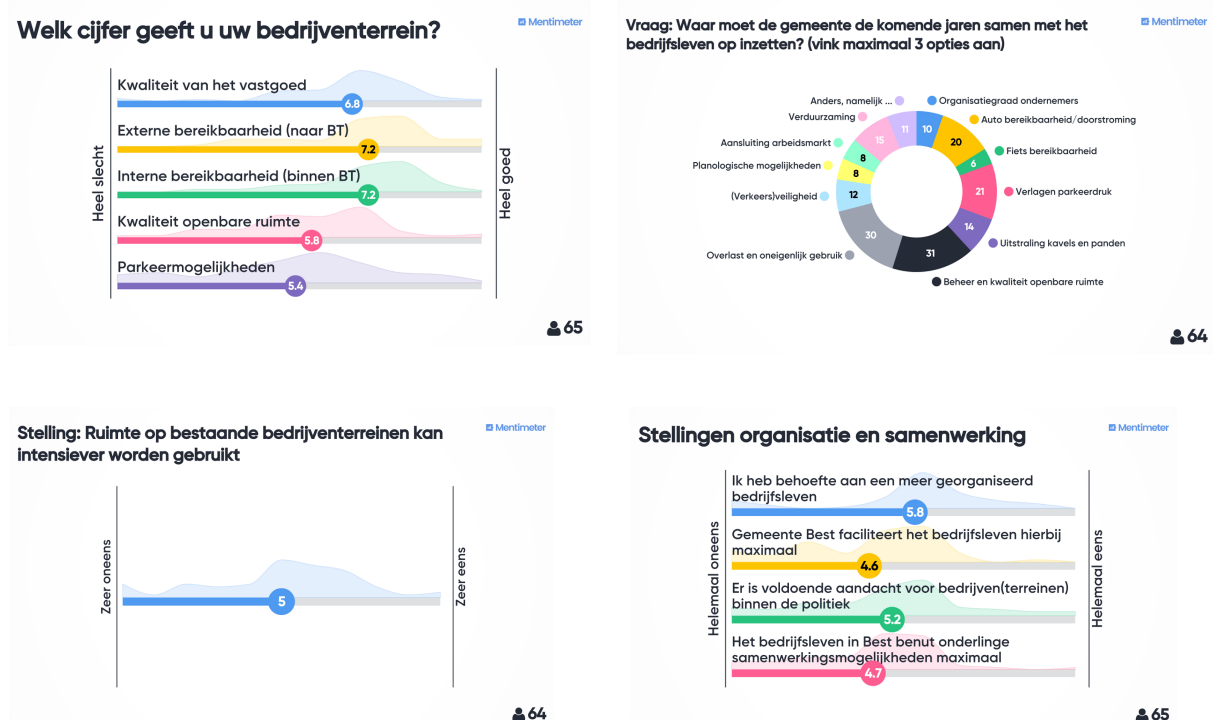 Welk cijfer geeft u uw bedrijventerrein?
Mentimeter
Heel slecht
Kwaliteit van het vastgoed
6.8
Externe bereikbaarheid (naar BT)
7.2
Interne bereikbaarheid (binnen BT)
7.2
Kwaliteit openbare ruimte
5.8
Parkeermogelijkheden
5.4
Heel goed
65
Vraag: Waar moet de gemeente de komende jaren samen met het
bedrijfsleven op inzetten? (vink maximaal 3 opties aan)
Mentimeter
Organisatiegraad ondernemers
10
Auto bereikbaarheid/doorstroming
20
Fiets bereikbaarheid
6
Verlagen parkeerdruk
21
Uitstraling kavels en panden
14
Beheer en kwaliteit openbare ruimte
31
Overlast en oneigenlijk gebruik
30
(Verkeers)veiligheid
12
Planologische mogelijkheden
8
Aansluiting arbeidsmarkt
8
Verduurzaming
15
Anders, namelijk ...
11
64
Stelling: Ruimte op bestaande bedrijventerreinen kan
intensiever worden gebruikt
Mentimeter
Zeer oneens
5
Zeer eens
64
Stellingen organisatie en samenwerking
Mentimeter
Helemaal oneens
Ik heb behoefte aan een meer georganiseerd
bedrijfsleven
5.8
Gemeente Best faciliteert het bedrijfsleven hierbij
maximaal
4.6
Er is voldoende aandacht voor bedrijven(terreinen)
binnen de politiek
5.2
Het bedrijfsleven in Best benut onderlinge
samenwerkingsmogelijkheden maximaal
4.7
Helemaal eens
65